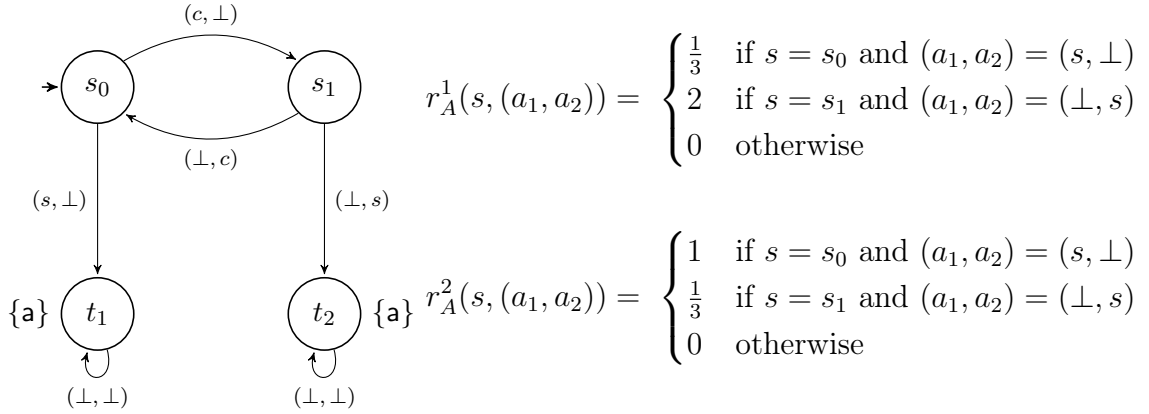 (c, ⊥)
s₀
s₁
(⊥, c)
(s, ⊥)
(⊥, s)
{a}
t₁
t₂
{a}
(⊥, ⊥)
(⊥, ⊥)
r¹_A(s, (a₁, a₂)) = { 1/3 if s = s₀ and (a₁, a₂) = (s, ⊥)
2 if s = s₁ and (a₁, a₂) = (⊥, s)
0 otherwise
r²_A(s, (a₁, a₂)) = { 1 if s = s₀ and (a₁, a₂) = (s, ⊥)
1/3 if s = s₁ and (a₁, a₂) = (⊥, s)
0 otherwise